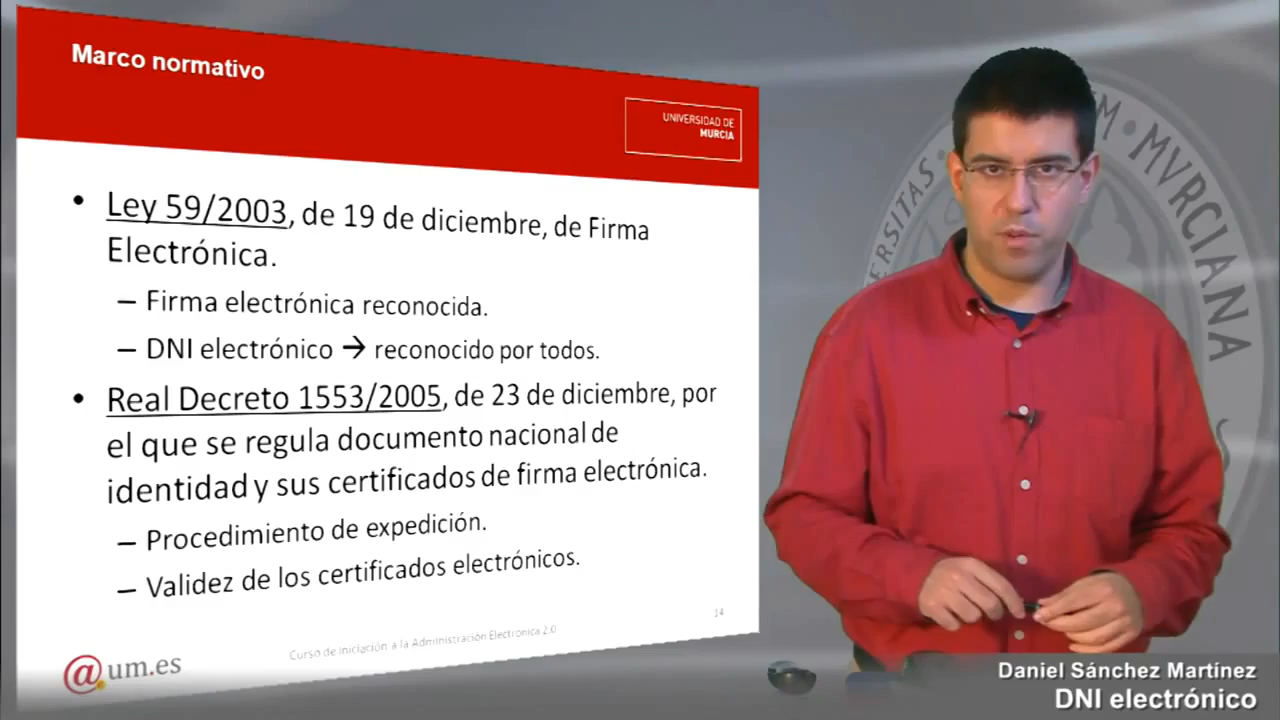 Marco normativo
UNIVERSIDAD DE
MURCIA
• Ley 59/2003, de 19 de diciembre, de Firma
Electrónica.
– Firma electrónica reconocida.
– DNI electrónico → reconocido por todos.
• Real Decreto 1553/2005, de 23 de diciembre, por
el que se regula documento nacional de
identidad y sus certificados de firma electrónica.
– Procedimiento de expedición.
– Validez de los certificados electrónicos.
14
Curso de iniciación a la Administración Electrónica 2.0
@um.es
MVRCIANA
Daniel Sánchez Martínez
DNI electrónico